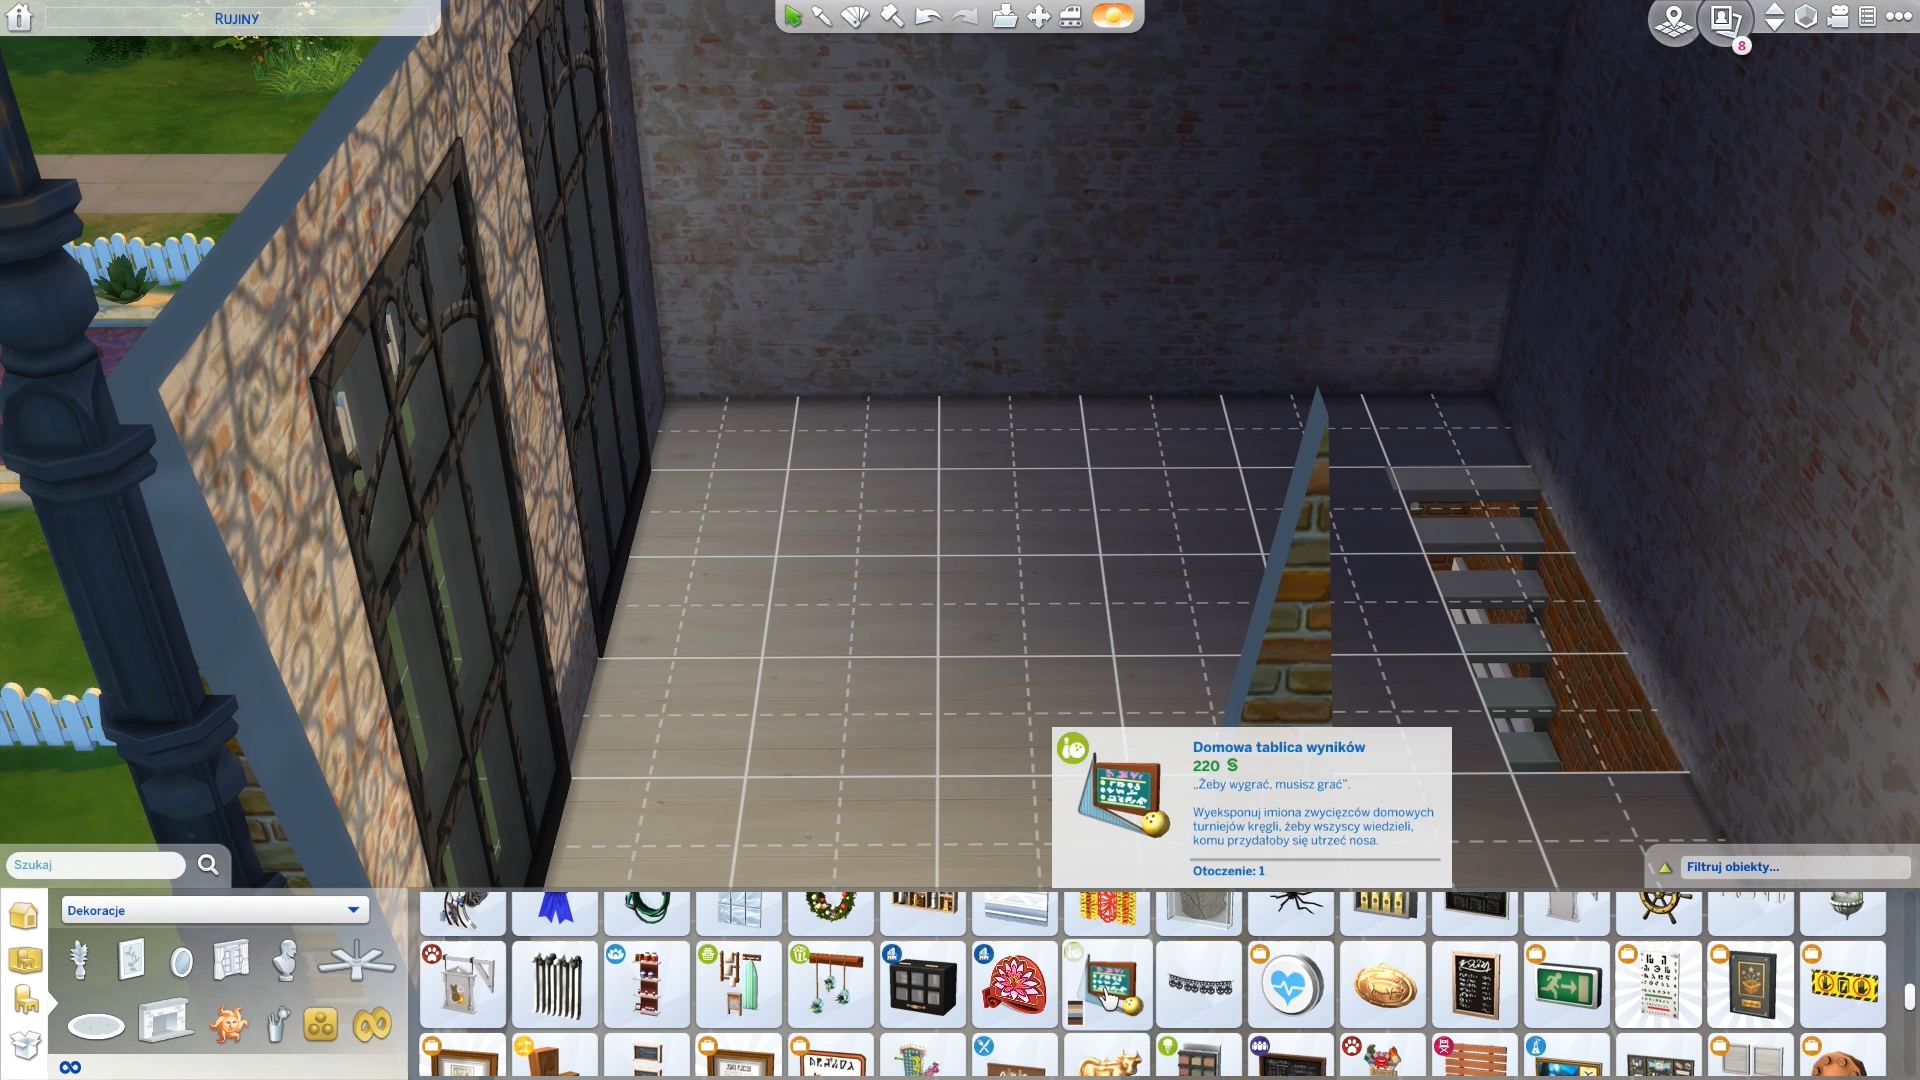 RUJINY
8
Domowa tablica wyników
220 §
„Żeby wygrać, musisz grać”.
Wyeksponuj imiona zwycięzców domowych
turniejów kręgli, żeby wszyscy wiedzieli,
komu przydałoby się utrzeć nosa.
Otoczenie: 1
Szukaj
Filtruj obiekty...
Dekoracje